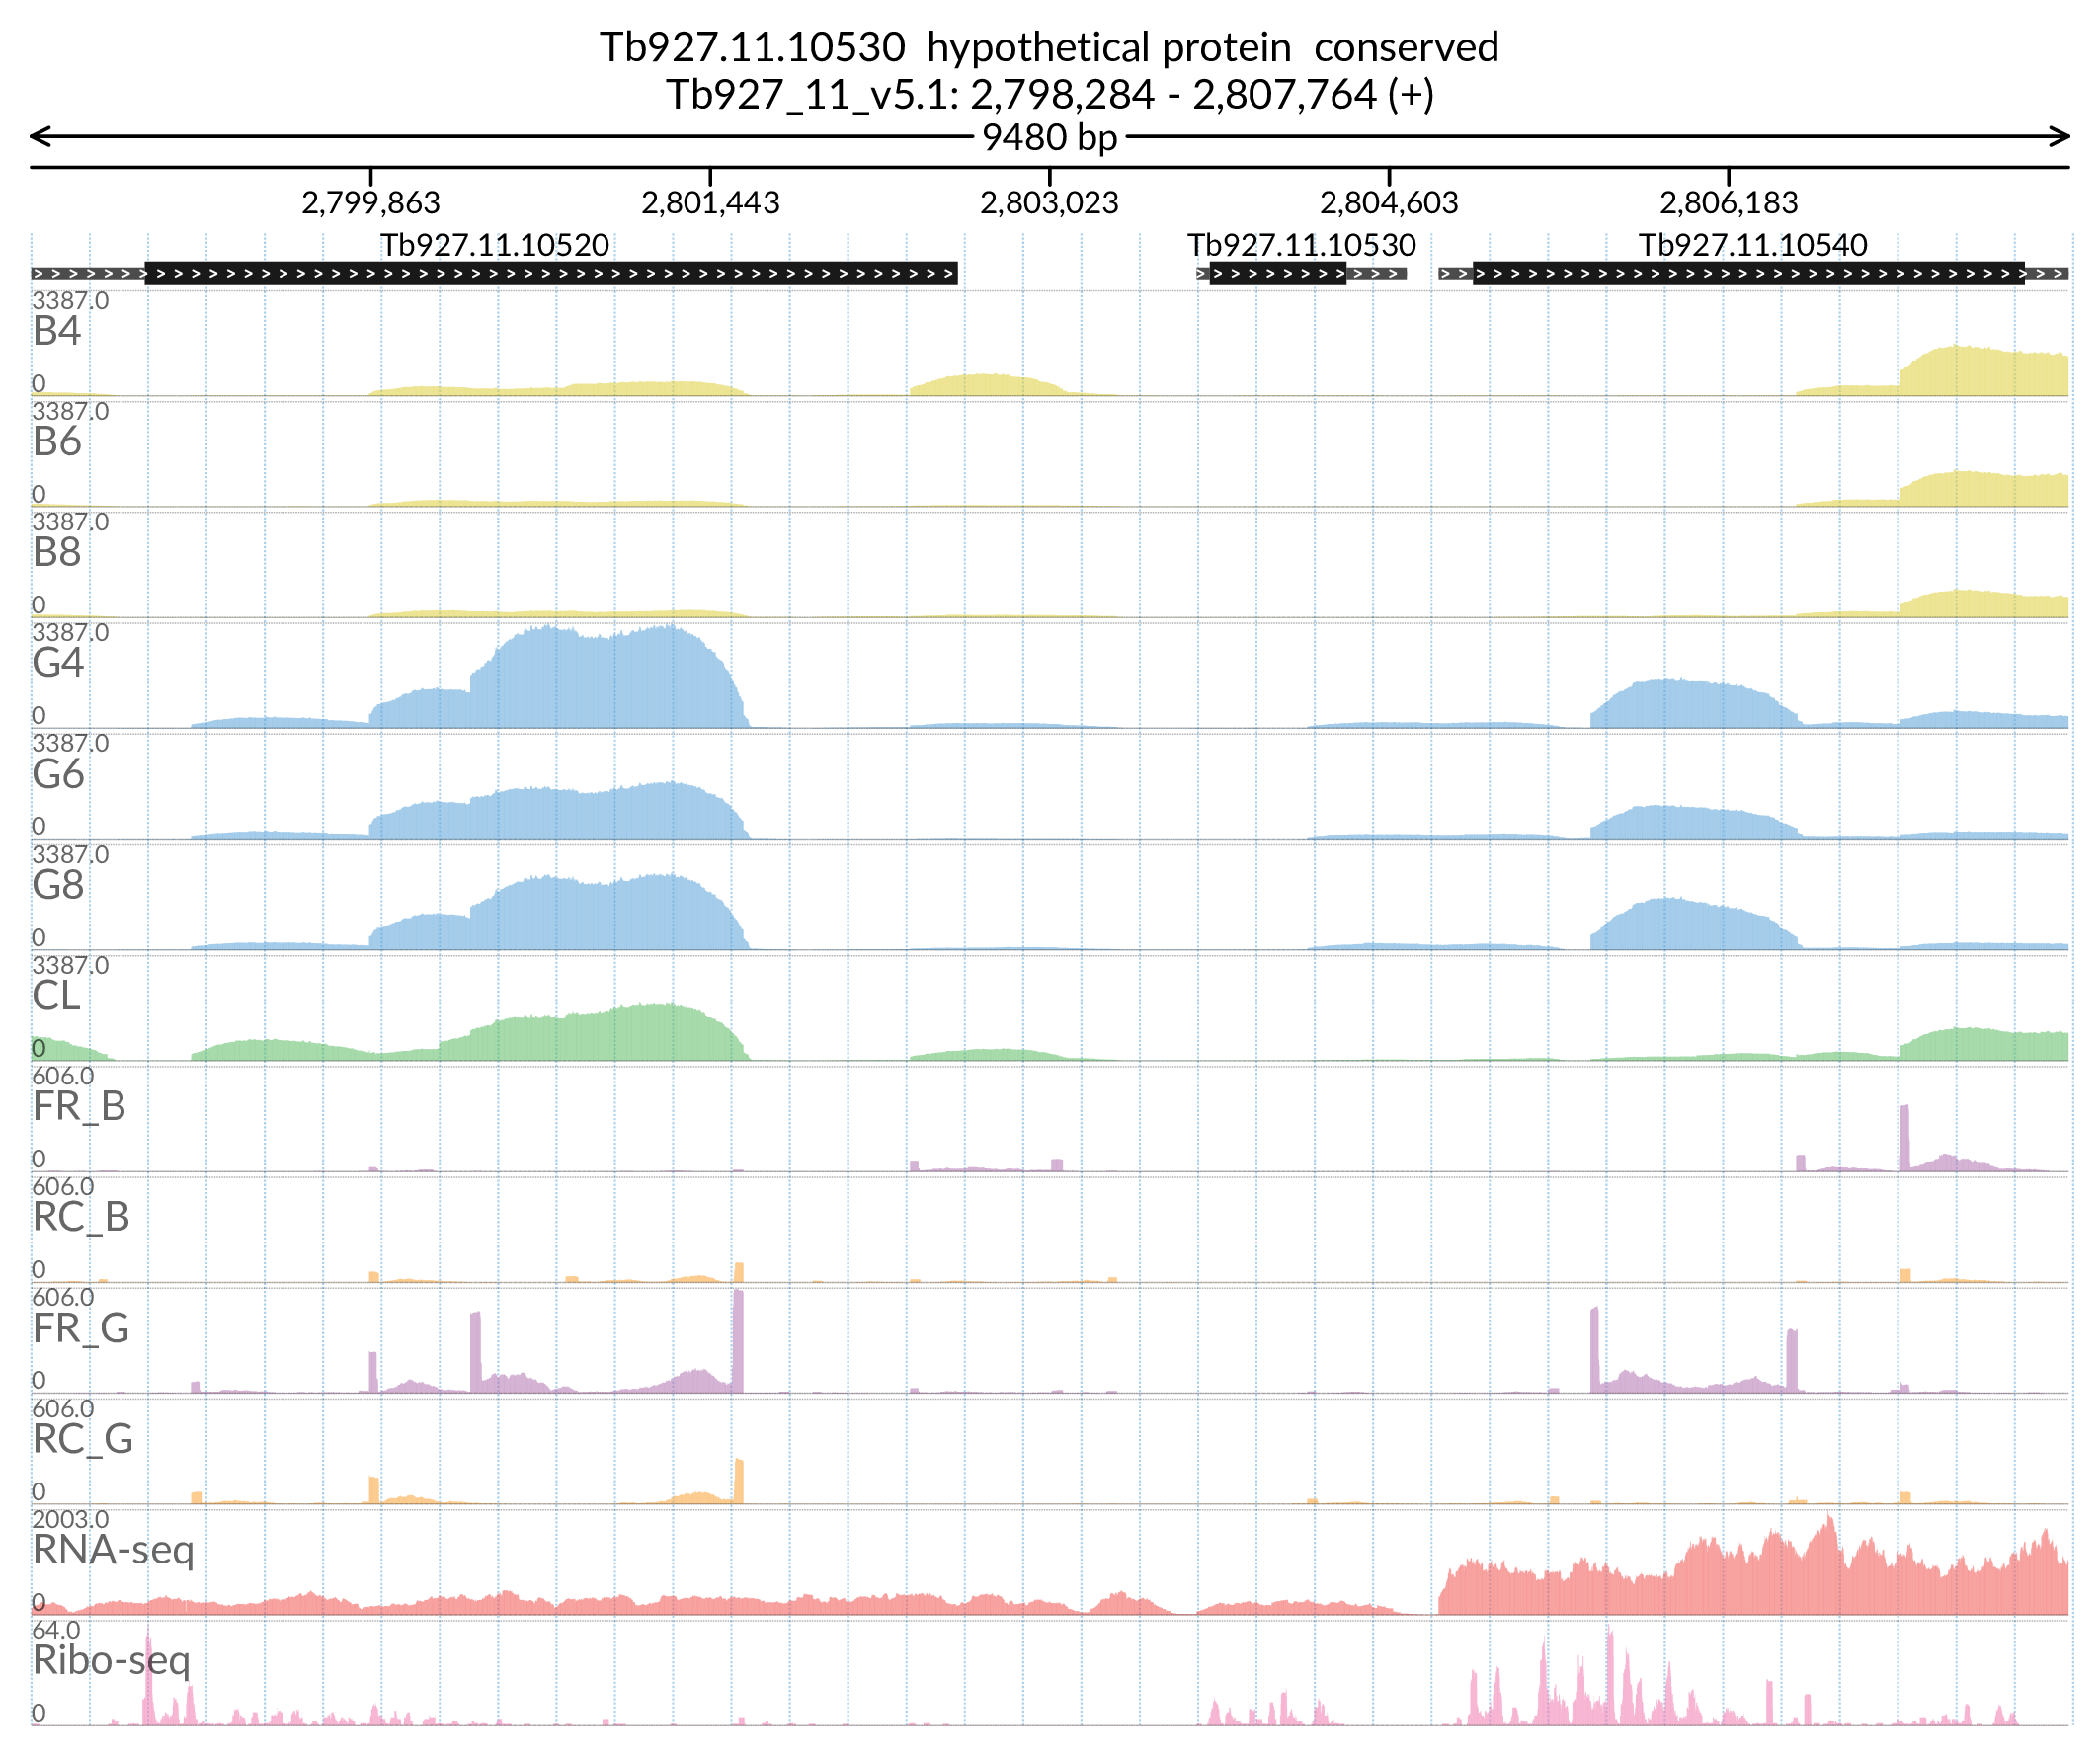 Tb927.11.10530 hypothetical protein conserved
Tb927_11_v5.1: 2,798,284 - 2,807,764 (+)
9480 bp
2,799,863 2,801,443 2,803,023 2,804,603 2,806,183
Tb927.11.10520 Tb927.11.10530 Tb927.11.10540
3387.0
B4
0
3387.0
B6
0
3387.0
B8
0
3387.0
G4
0
3387.0
G6
0
3387.0
G8
0
3387.0
CL
0
606.0
FR_B
0
606.0
RC_B
0
606.0
FR_G
0
606.0
RC_G
0
2003.0
RNA-seq
0
64.0
Ribo-seq
0